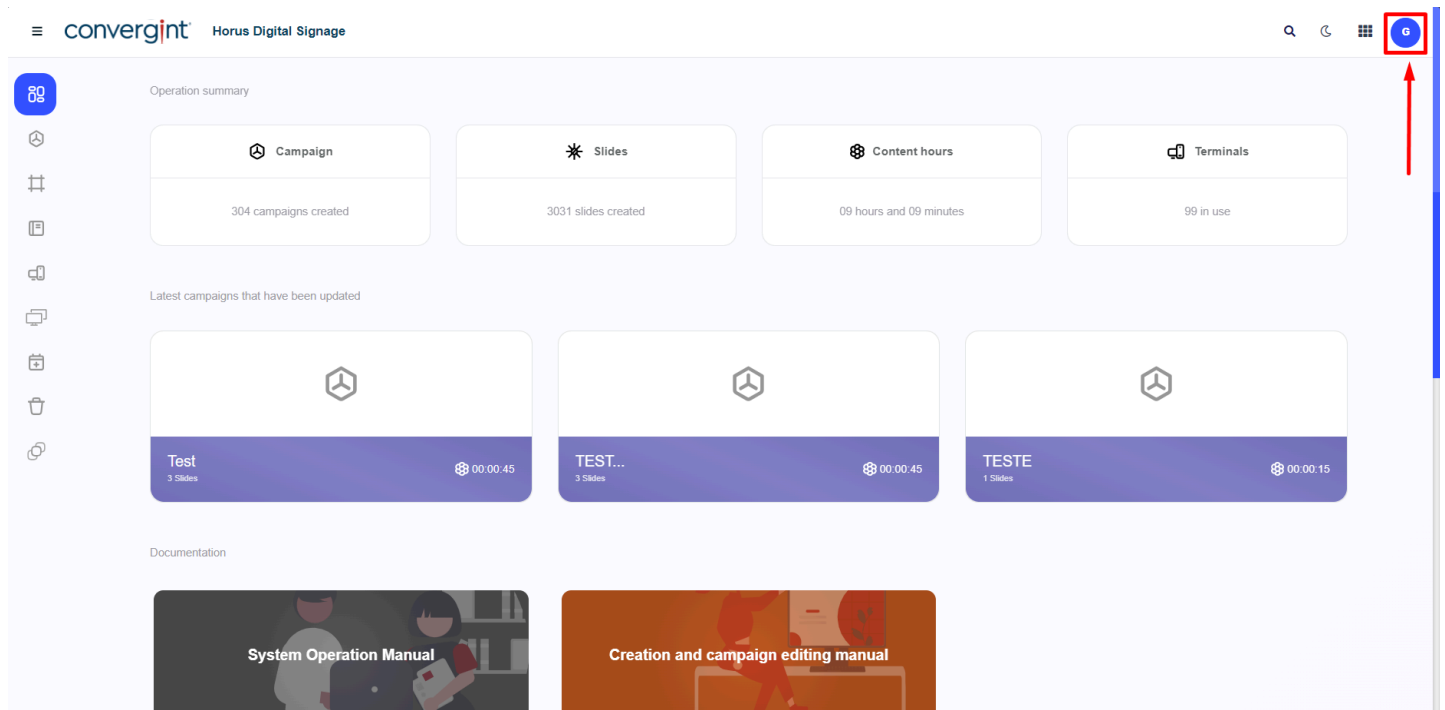 convergint
Horus Digital Signage
G
Operation summary
Campaign
304 campaigns created
Slides
3031 slides created
Content hours
09 hours and 09 minutes
Terminals
99 in use
Latest campaigns that have been updated
Test
3 Slides
00:00:45
TEST...
3 Slides
00:00:45
TESTE
1 Slides
00:00:15
Documentation
System Operation Manual
Creation and campaign editing manual